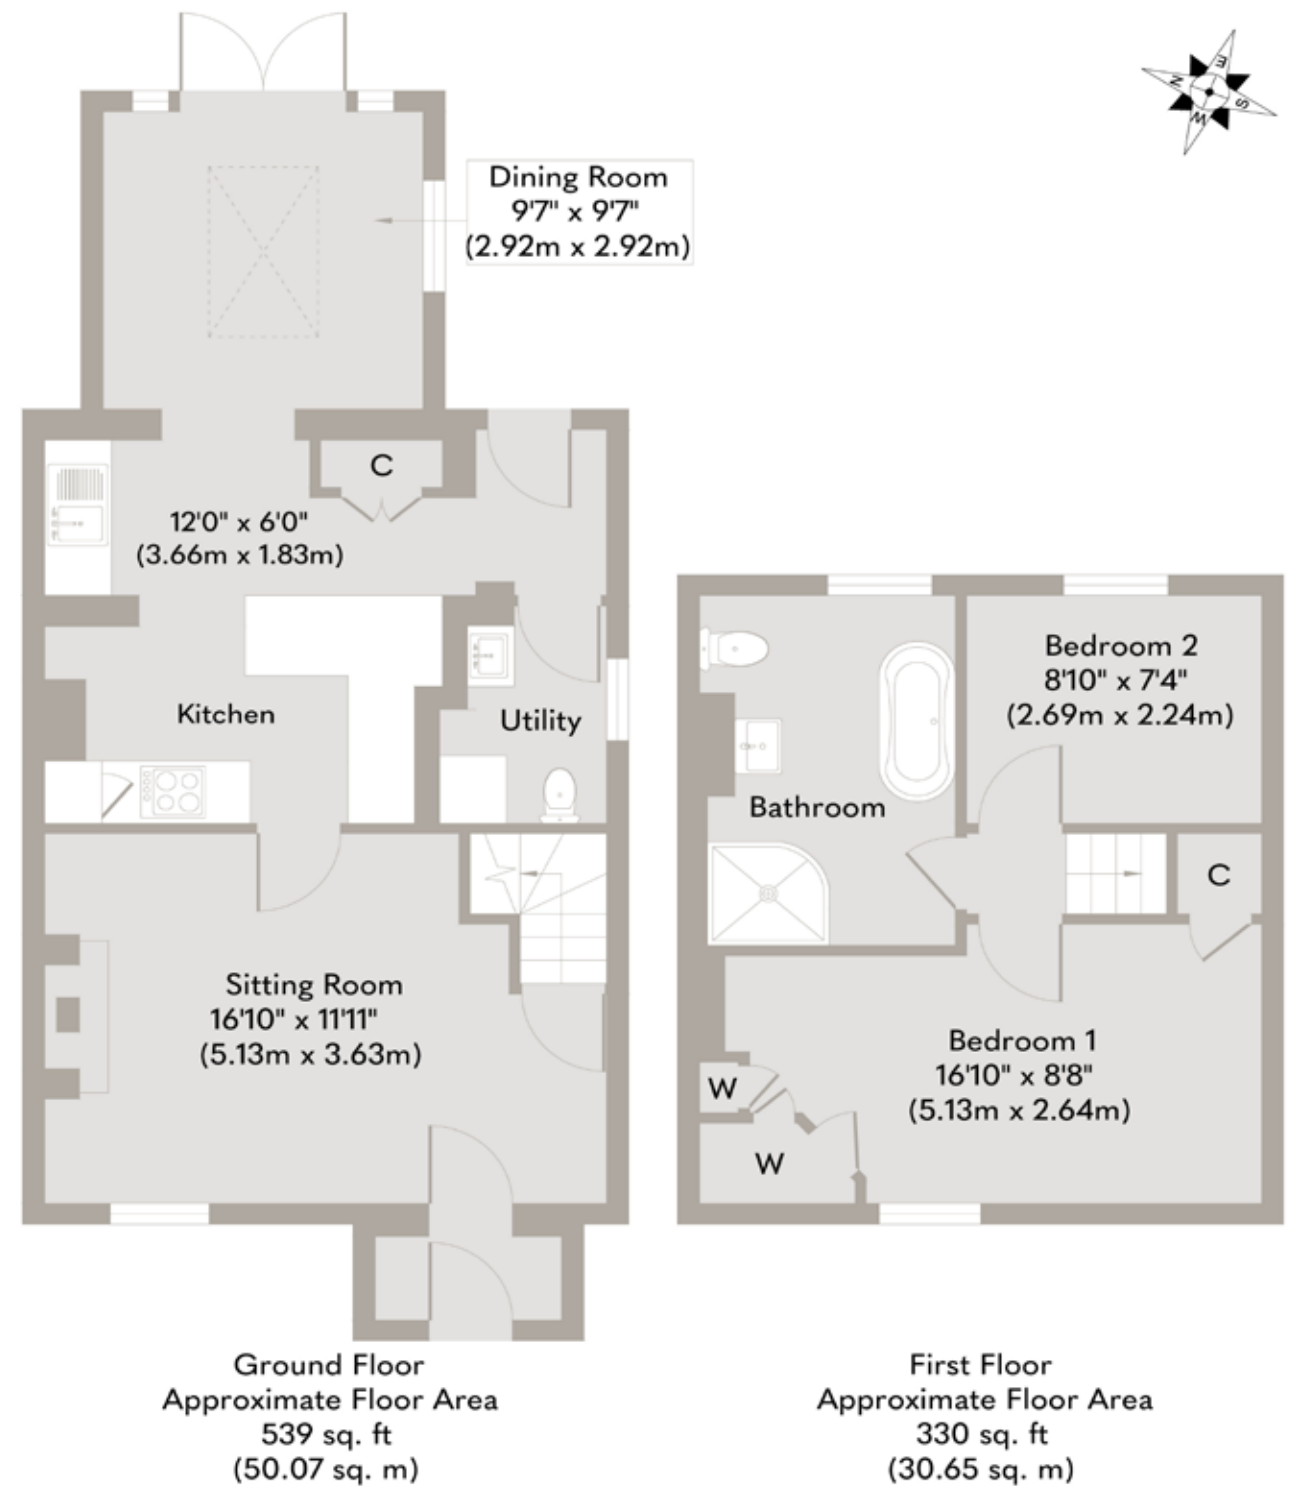 E
N
S
W
Dining Room
9'7" x 9'7"
(2.92m x 2.92m)
C
12'0" x 6'0"
(3.66m x 1.83m)
Kitchen
Utility
Sitting Room
16'10" x 11'11"
(5.13m x 3.63m)
Bedroom 2
8'10" x 7'4"
(2.69m x 2.24m)
Bathroom
C
Bedroom 1
16'10" x 8'8"
(5.13m x 2.64m)
W
W
Ground Floor
Approximate Floor Area
539 sq. ft
(50.07 sq. m)
First Floor
Approximate Floor Area
330 sq. ft
(30.65 sq. m)